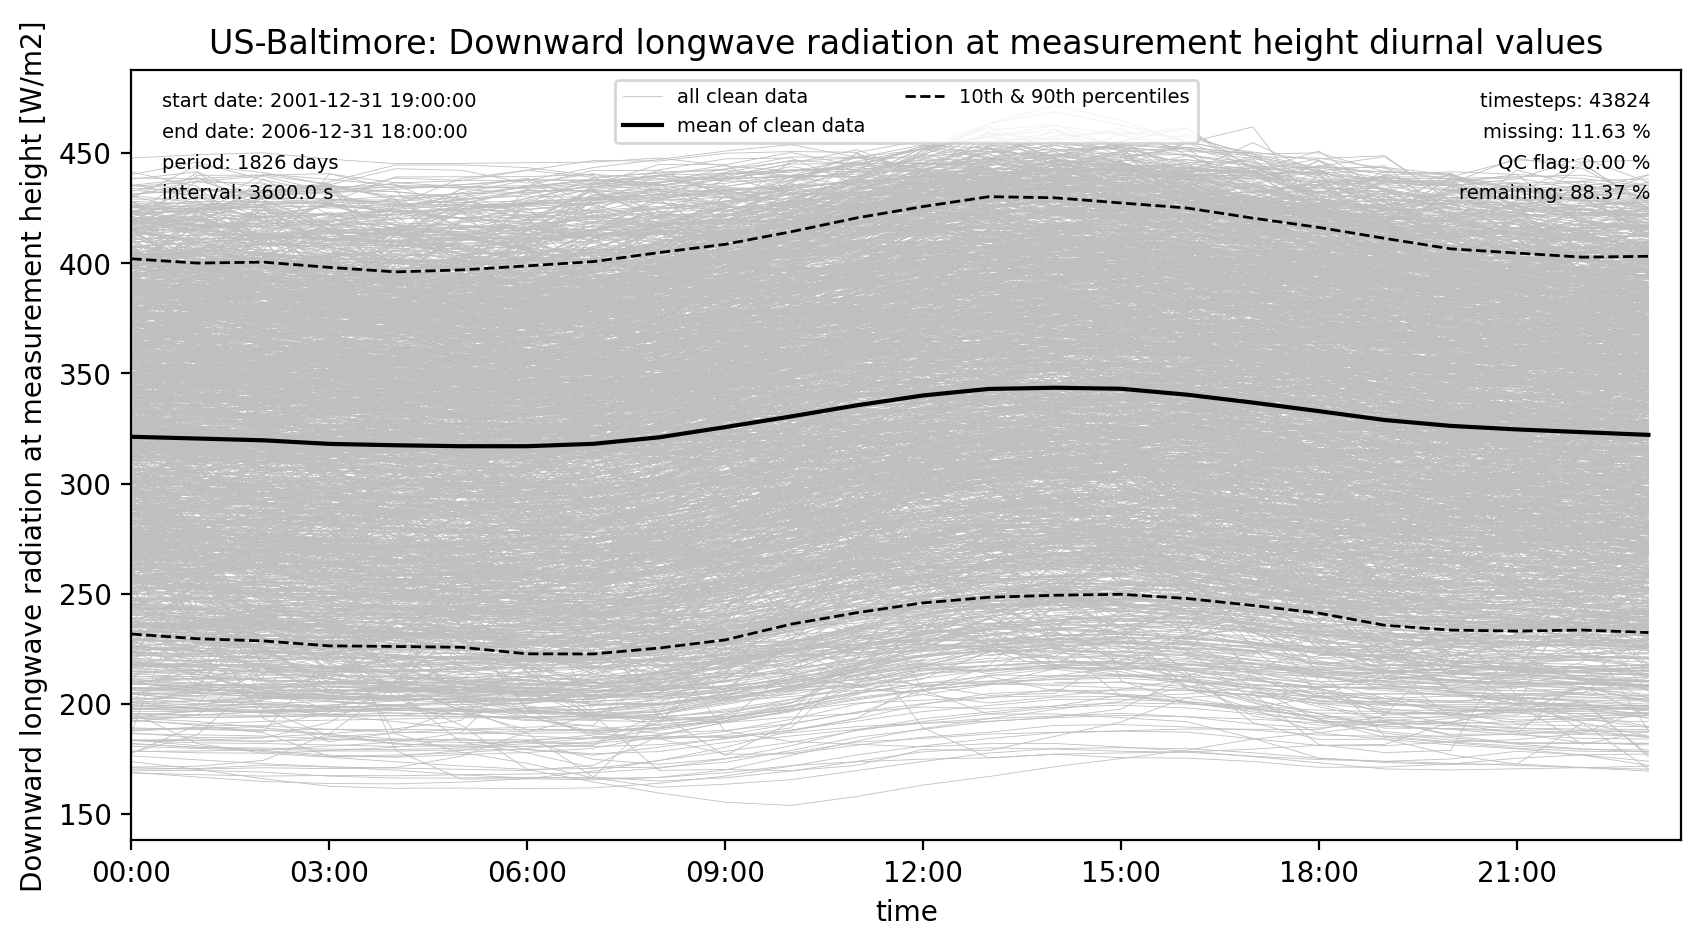 US-Baltimore: Downward longwave radiation at measurement height diurnal values
Downward longwave radiation at measurement height [W/m2]
start date: 2001-12-31 19:00:00
end date: 2006-12-31 18:00:00
period: 1826 days
interval: 3600.0 s
all clean data
mean of clean data
10th & 90th percentiles
timesteps: 43824
missing: 11.63 %
QC flag: 0.00 %
remaining: 88.37 %
450
400
350
300
250
200
150
00:00 03:00 06:00 09:00 12:00 15:00 18:00 21:00
time